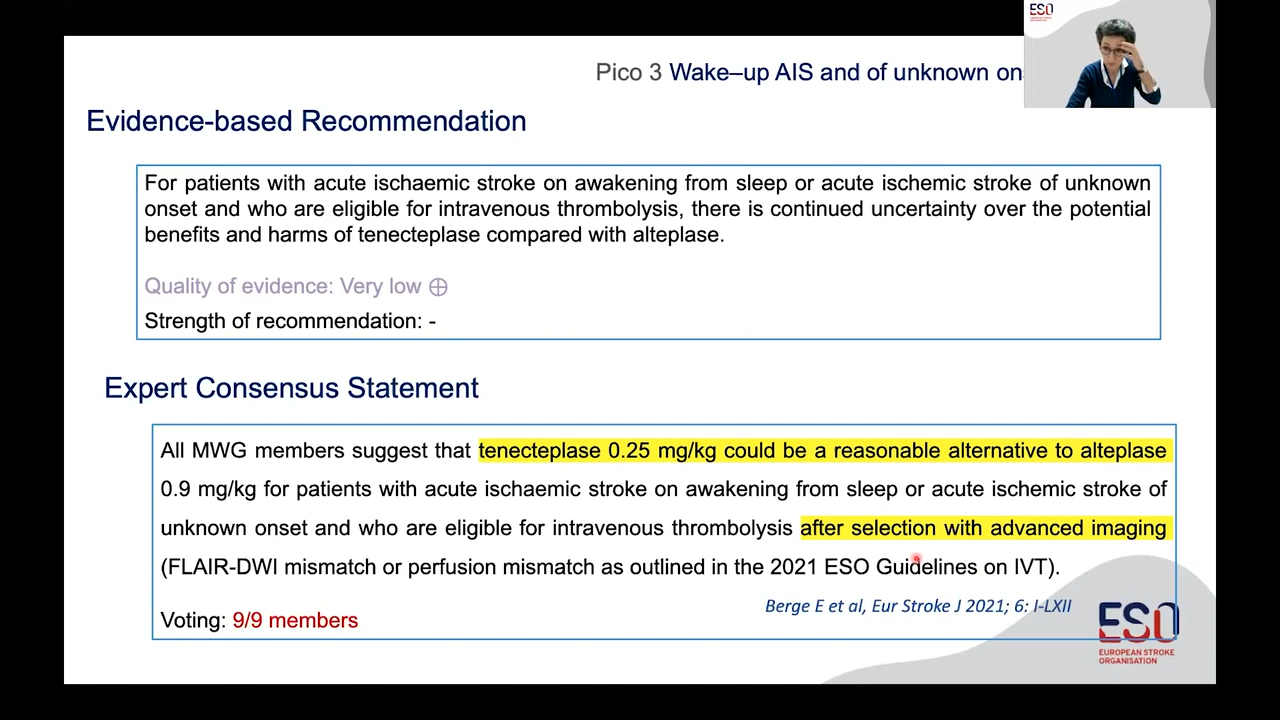 ESO
Pico 3 Wake–up AIS and of unknown ons
Evidence-based Recommendation
For patients with acute ischaemic stroke on awakening from sleep or acute ischemic stroke of unknown
onset and who are eligible for intravenous thrombolysis, there is continued uncertainty over the potential
benefits and harms of tenecteplase compared with alteplase.
Quality of evidence: Very low ⊕
Strength of recommendation: -
Expert Consensus Statement
All MWG members suggest that tenecteplase 0.25 mg/kg could be a reasonable alternative to alteplase
0.9 mg/kg for patients with acute ischaemic stroke on awakening from sleep or acute ischemic stroke of
unknown onset and who are eligible for intravenous thrombolysis after selection with advanced imaging
(FLAIR-DWI mismatch or perfusion mismatch as outlined in the 2021 ESO Guidelines on IVT).
Berge E et al, Eur Stroke J 2021; 6: I-LXII
Voting: 9/9 members
ESO
EUROPEAN STROKE
ORGANISATION